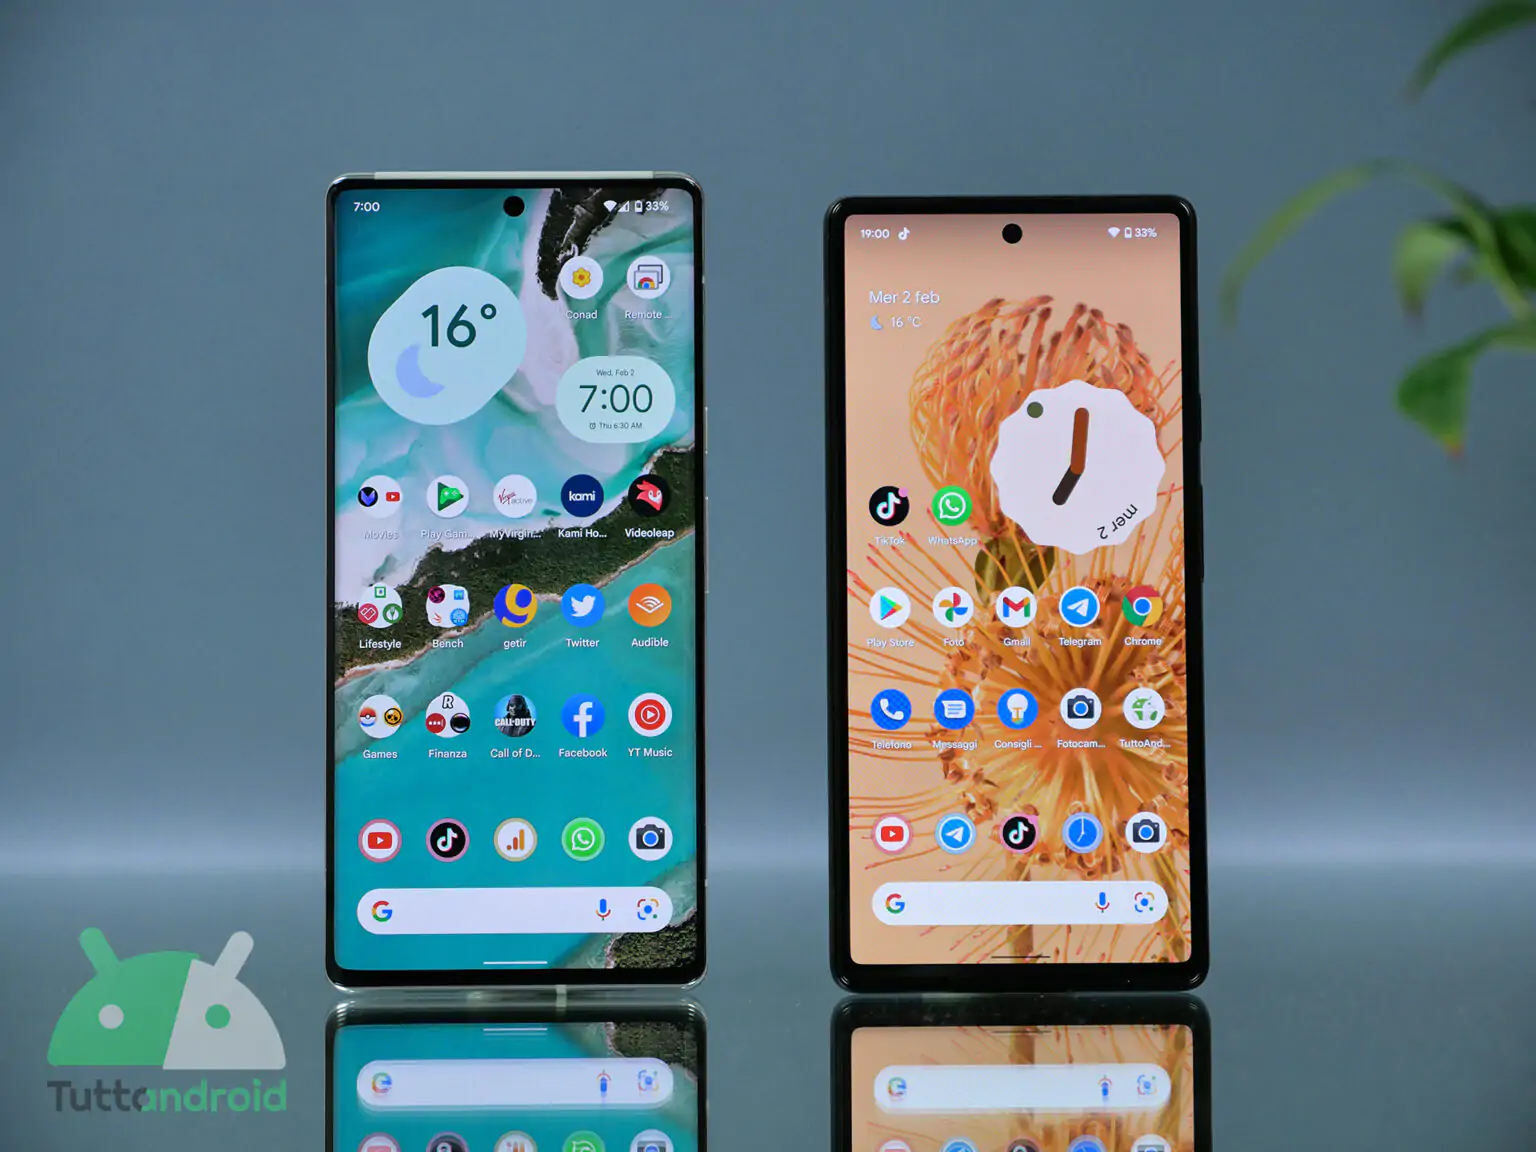 7:00
33%
16°
Conad
Remote ...
Wed, Feb 2
7:00
Thu 6:30 AM
kami
Movies
Play Gam...
MyVirgin...
Kami Ho...
Videoleap
Lifestyle
Bench
getir
Twitter
Audible
R
CALL OF DUTY
Games
Finanza
Call of D...
Facebook
YT Music
19:00
33%
Mer 2 feb
16 °C
mer 2
TikTok
WhatsApp
Play Store
Foto
Gmail
Telegram
Chrome
Telefono
Messaggi
Consigli ...
Fotocam...
TuttoAnd...
Tuttoandroid